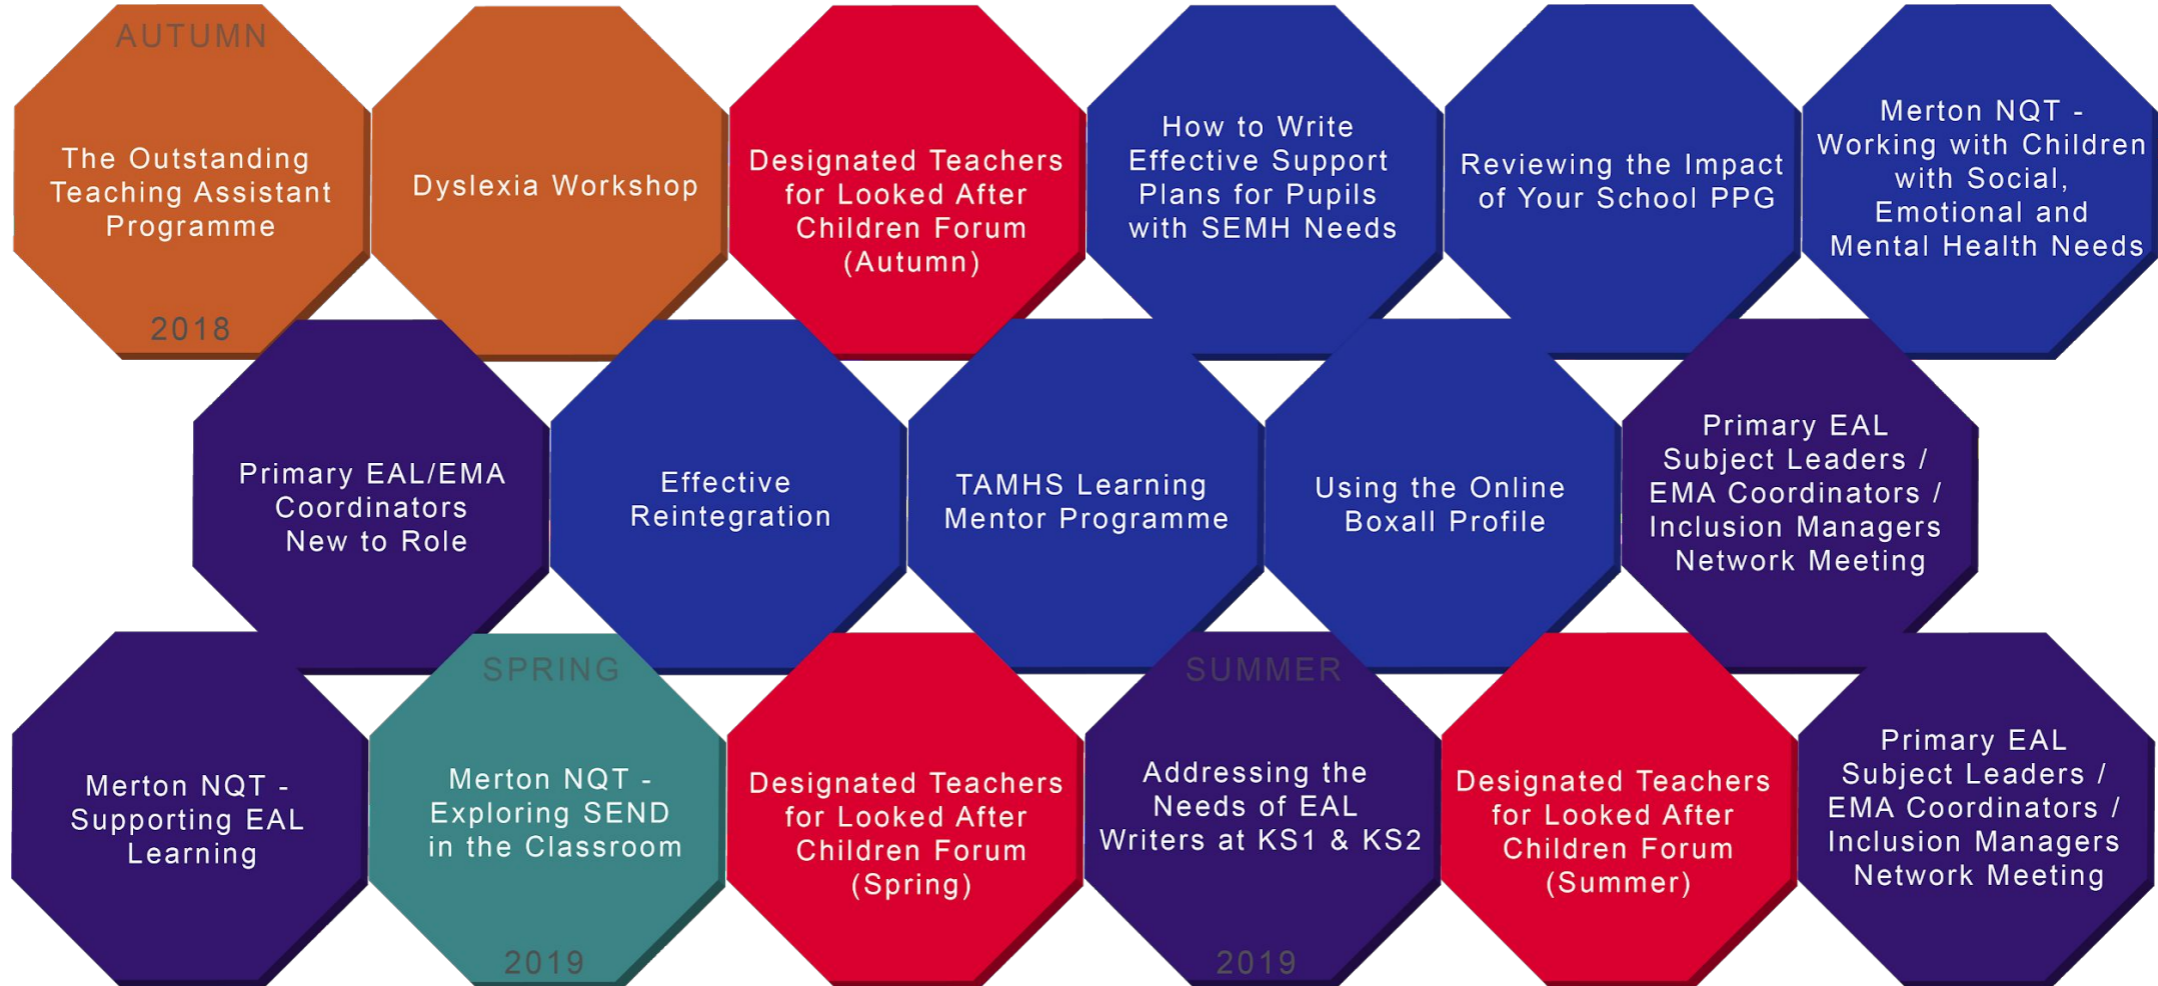 AUTUMN
The Outstanding
Teaching Assistant
Programme
2018
Dyslexia Workshop
Designated Teachers
for Looked After
Children Forum
(Autumn)
How to Write
Effective Support
Plans for Pupils
with SEMH Needs
Reviewing the Impact
of Your School PPG
Merton NQT -
Working with Children
with Social,
Emotional and
Mental Health Needs
Primary EAL/EMA
Coordinators
New to Role
Effective
Reintegration
TAMHS Learning
Mentor Programme
Using the Online
Boxall Profile
Primary EAL
Subject Leaders /
EMA Coordinators /
Inclusion Managers
Network Meeting
Merton NQT -
Supporting EAL
Learning
SPRING
Merton NQT -
Exploring SEND
in the Classroom
2019
Designated Teachers
for Looked After
Children Forum
(Spring)
SUMMER
Addressing the
Needs of EAL
Writers at KS1 & KS2
2019
Designated Teachers
for Looked After
Children Forum
(Summer)
Primary EAL
Subject Leaders /
EMA Coordinators /
Inclusion Managers
Network Meeting